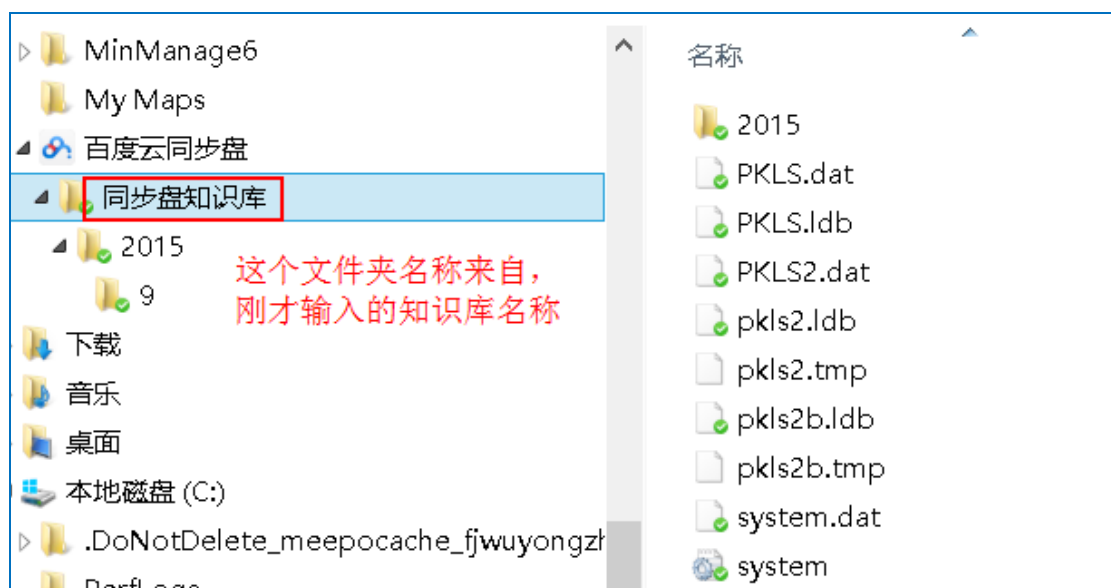 MinManage6
My Maps
百度云同步盘
同步盘知识库
2015
9
这个文件夹名称来自，
刚才输入的知识库名称
下载
音乐
桌面
本地磁盘 (C:)
.DoNotDelete_meepocache_fjwuyongzh
名称
2015
PKLS.dat
PKLS.ldb
PKLS2.dat
pkls2.ldb
pkls2.tmp
pkls2b.ldb
pkls2b.tmp
system.dat
system